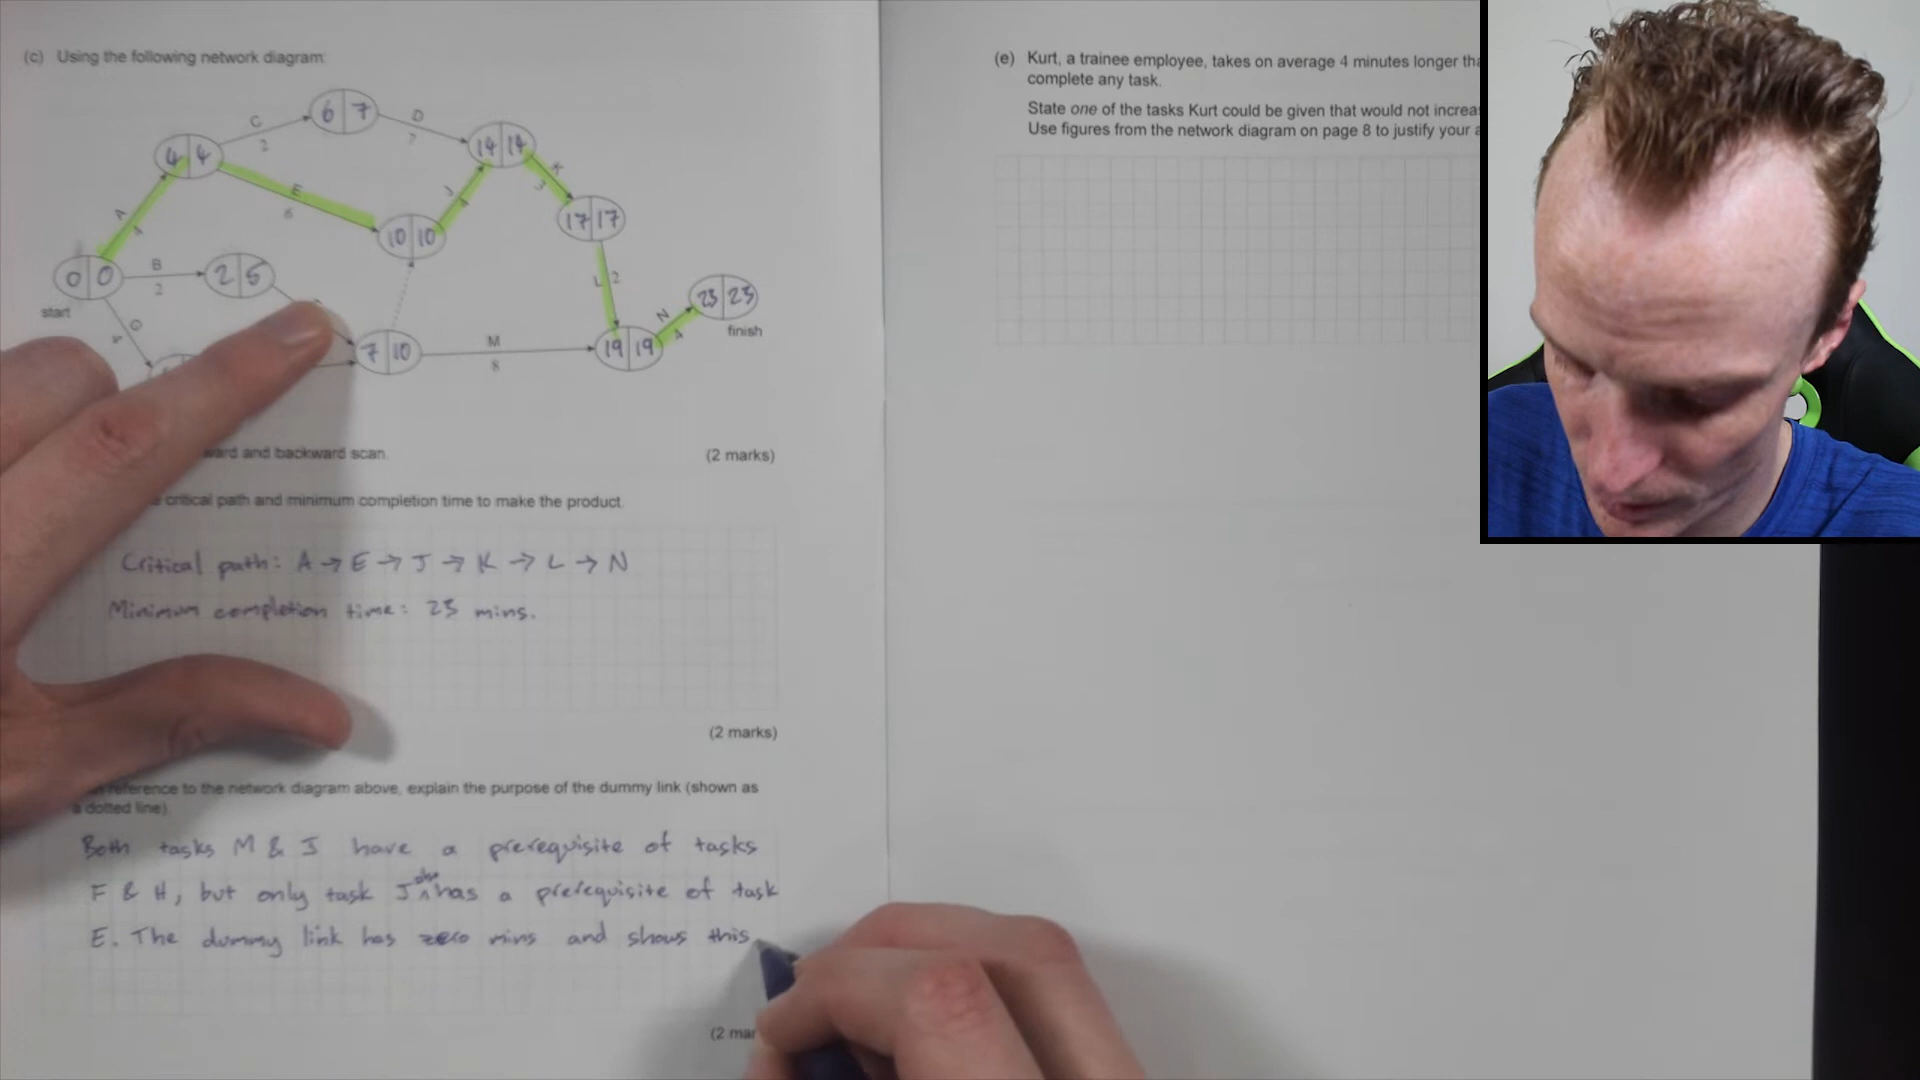 (c) Using the following network diagram:
C
2
6 7
D
7
4 4
14 14
A
4
E
6
J
4
K
3
10 10
17 17
0 0
B
2
2 5
L 2
23 23
start
G
4
N
4
finish
7 10
M
8
19 19
ward and backward scan.
(2 marks)
critical path and minimum completion time to make the product.
Critical path: A → E → J → K → L → N
Minimum completion time: 23 mins.
(2 marks)
reference to the network diagram above, explain the purpose of the dummy link (shown as
a dotted line).
Both tasks M & J have a prerequisite of tasks
F & H, but only task J also has a prerequisite of task
E. The dummy link has zero mins and shows this
(2 mar
(e) Kurt, a trainee employee, takes on average 4 minutes longer tha
complete any task.
State one of the tasks Kurt could be given that would not increa
Use figures from the network diagram on page 8 to justify your a